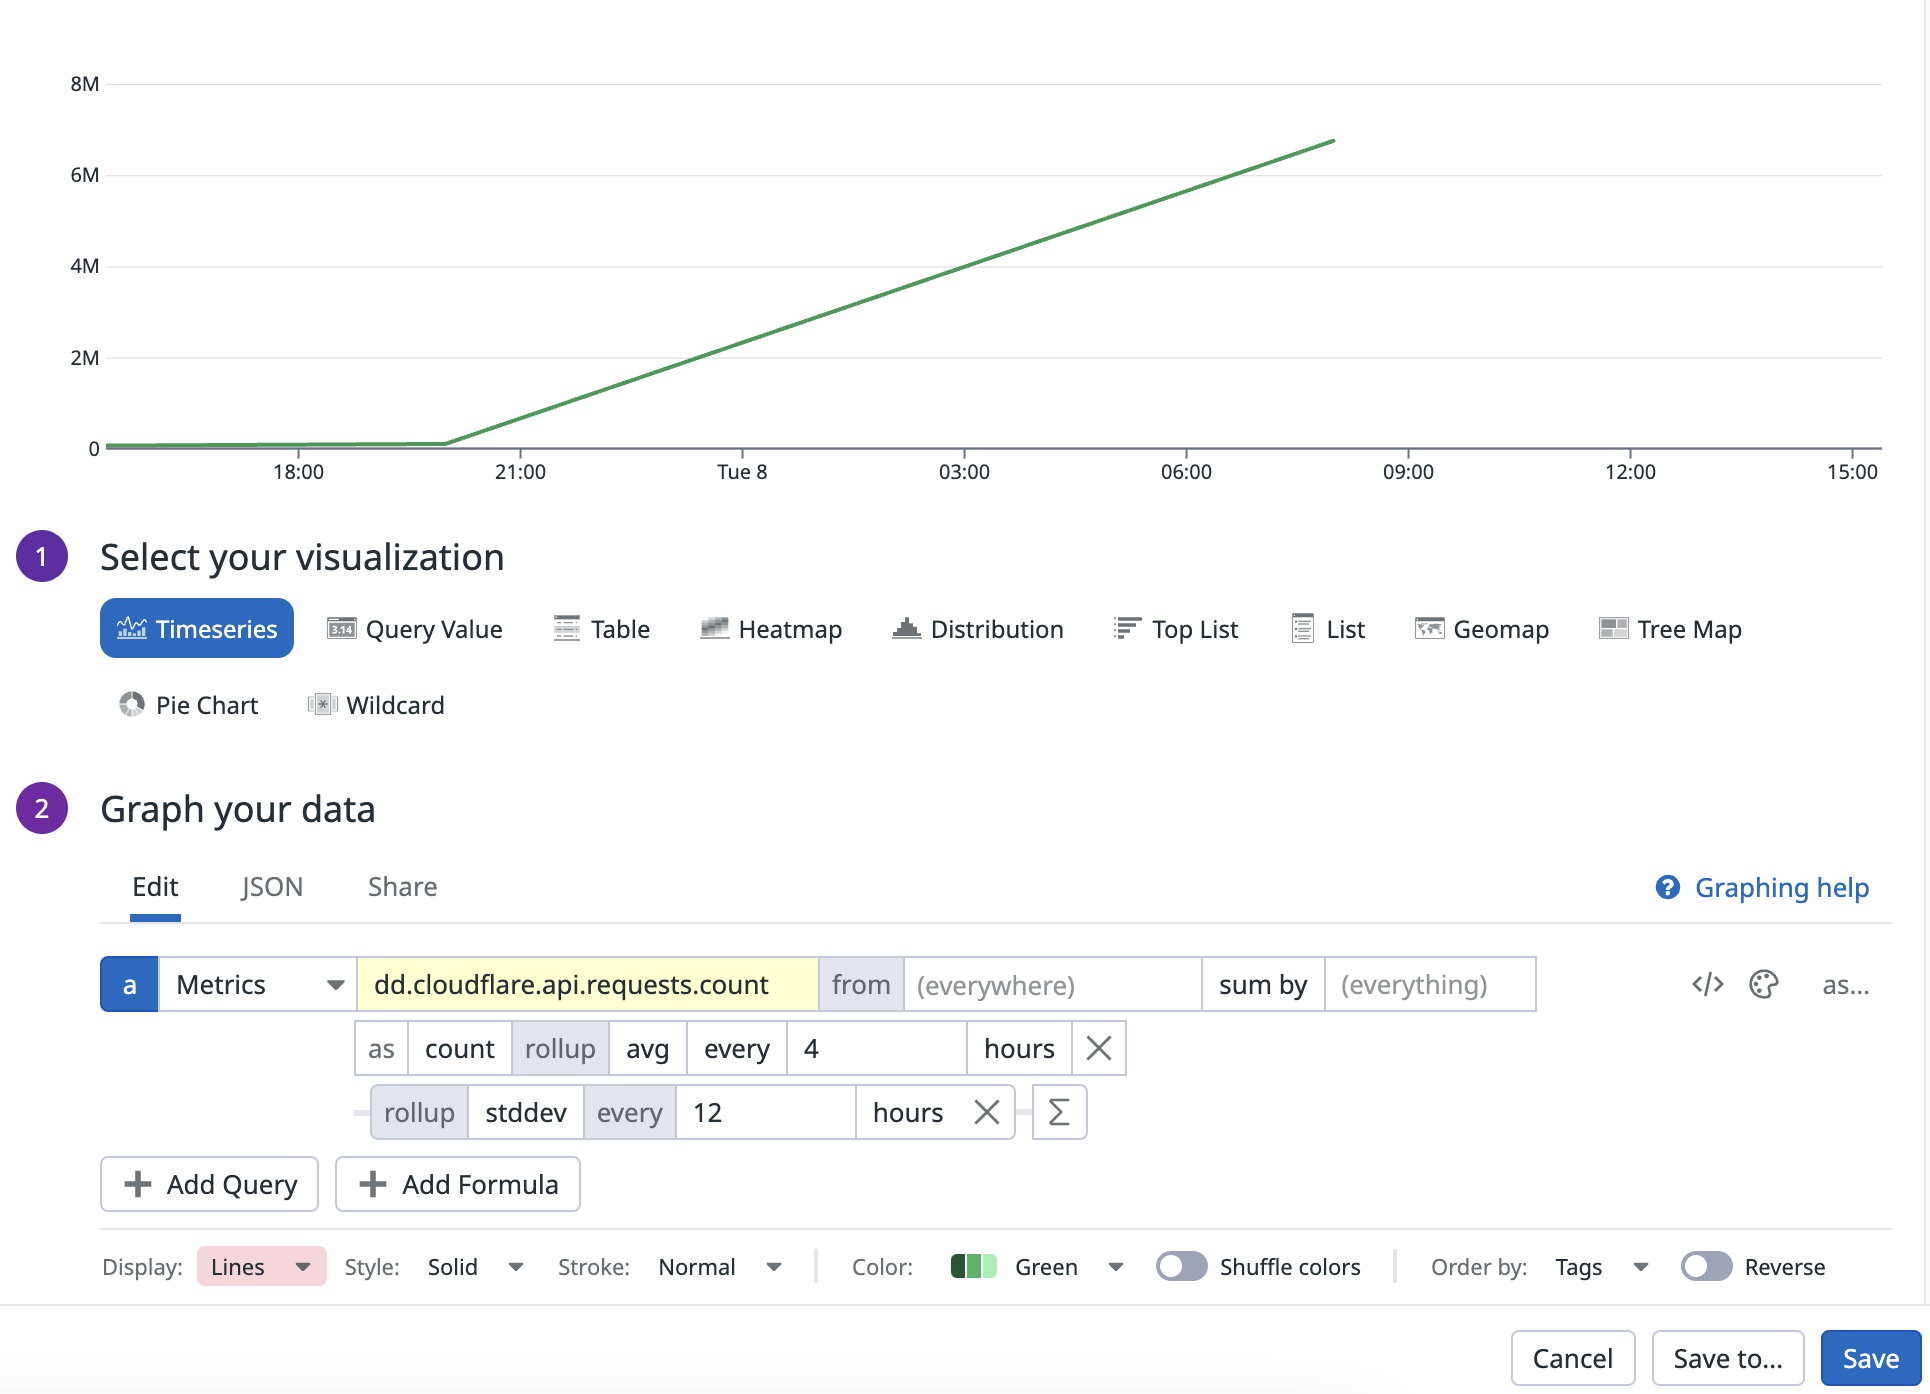 8M
6M
4M
2M
0
18:00 21:00 Tue 8 03:00 06:00 09:00 12:00 15:00
1 Select your visualization
Timeseries Query Value Table Heatmap Distribution Top List List Geomap Tree Map
Pie Chart Wildcard
2 Graph your data
Edit JSON Share Graphing help
a Metrics dd.cloudflare.api.requests.count from (everywhere) sum by (everything) as...
as count rollup avg every 4 hours
rollup stddev every 12 hours Σ
+ Add Query + Add Formula
Display: Lines Style: Solid Stroke: Normal Color: Green Shuffle colors Order by: Tags Reverse
Cancel Save to... Save